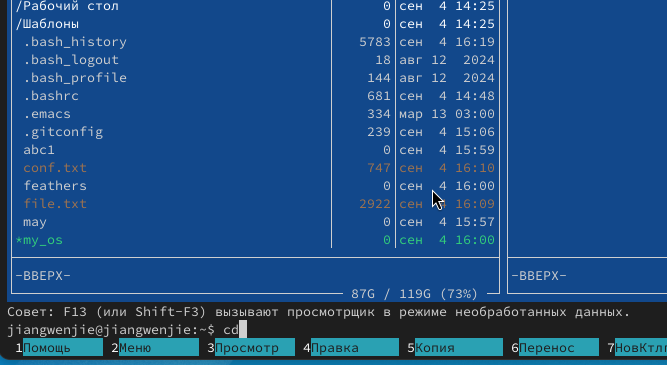 /Рабочий стол 0 сен 4 14:25
/Шаблоны 0 сен 4 14:25
.bash_history 5783 сен 4 16:19
.bash_logout 18 авг 12 2024
.bash_profile 144 авг 12 2024
.bashrc 681 сен 4 14:48
.emacs 334 мар 13 03:00
.gitconfig 239 сен 4 15:06
abc1 0 сен 4 15:59
conf.txt 747 сен 4 16:10
feathers 0 сен 4 16:00
file.txt 2922 сен 4 16:09
may 0 сен 4 15:57
*my_os 0 сен 4 16:00
-ВВЕРХ- -ВВЕРХ-
87G / 119G (73%)
Совет: F13 (или Shift-F3) вызывают просмотрщик в режиме необработанных данных.
jiangwenjie@jiangwenjie:~$ cd
1Помощь 2Меню 3Просмотр 4Правка 5Копия 6Перенос 7НовКтлг